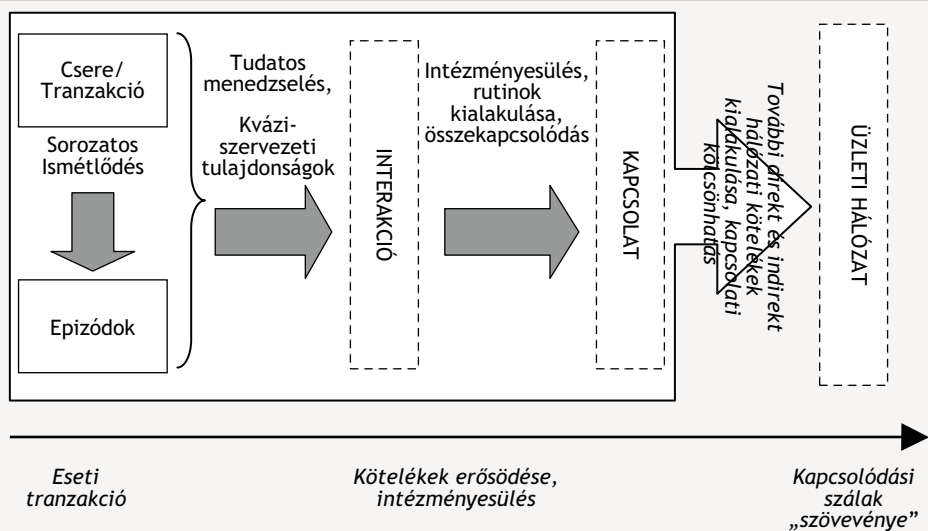 Csere/
Tranzakció
Sorozatos
Ismétlődés
Epizódok
Tudatos
menedzselés,
Kvázi-
szervezeti
tulajdonságok
INTERAKCIÓ
Intézményesülés,
rutinok
kialakulása,
összekapcsolódás
KAPCSOLAT
További direkt és indirekt
hálózati kötelékek
kialakulása, kapcsolati
kölcsönhatás
ÜZLETI HÁLÓZAT
Eseti
tranzakció
Kötelékek erősödése,
intézményesülés
Kapcsolódási
szálak
„szövevénye”